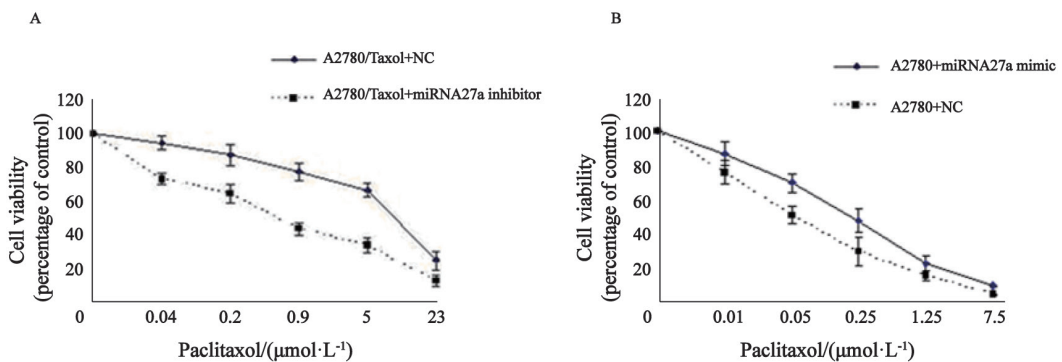 A
A2780/Taxol+NC
A2780/Taxol+miRNA27a inhibitor
Cell viability
(percentage of control)
120
100
80
60
40
20
0 0.04 0.2 0.9 5 23
Paclitaxol/(μmol·L⁻¹)
B
A2780+miRNA27a mimic
A2780+NC
Cell viability
(percentage of control)
120
100
80
60
40
20
0 0.01 0.05 0.25 1.25 7.5
Paclitaxol/(μmol·L⁻¹)